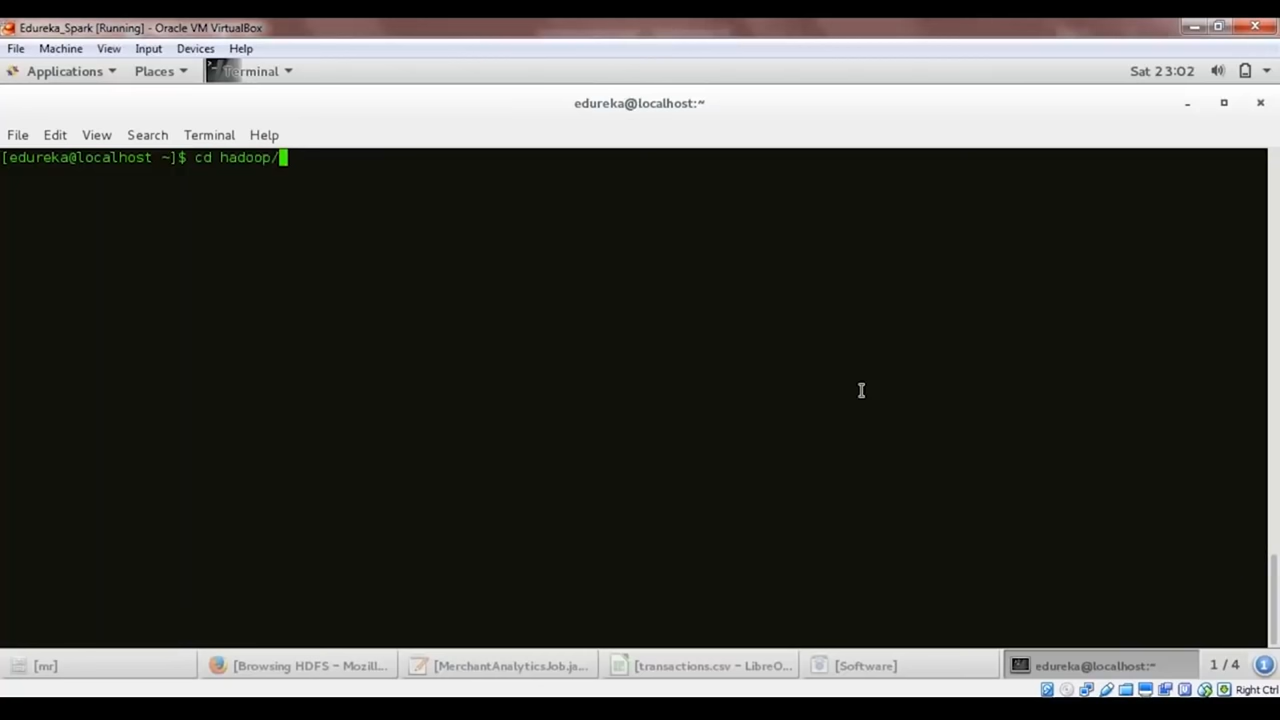 Edureka_Spark [Running] - Oracle VM VirtualBox
File Machine View Input Devices Help
Applications Places Terminal Sat 23:02
edureka@localhost:~
File Edit View Search Terminal Help
[edureka@localhost ~]$ cd hadoop/
[mr] [Browsing HDFS - Mozill... [MerchantAnalyticsJob.ja... [transactions.csv - LibreO... [Software] edureka@localhost:~ 1 / 4 1
Right Ctrl